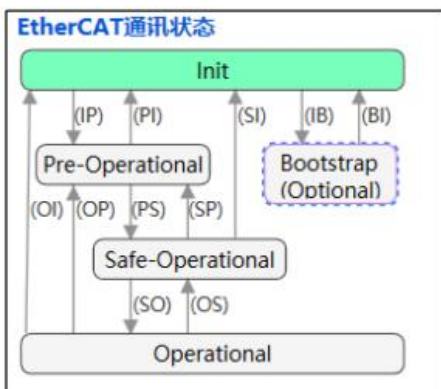 EtherCAT通讯状态
Init
(IP) (PI) (SI) (IB) (BI)
Pre-Operational
Bootstrap
(Optional)
(OI) (OP) (PS) (SP)
Safe-Operational
(SO) (OS)
Operational